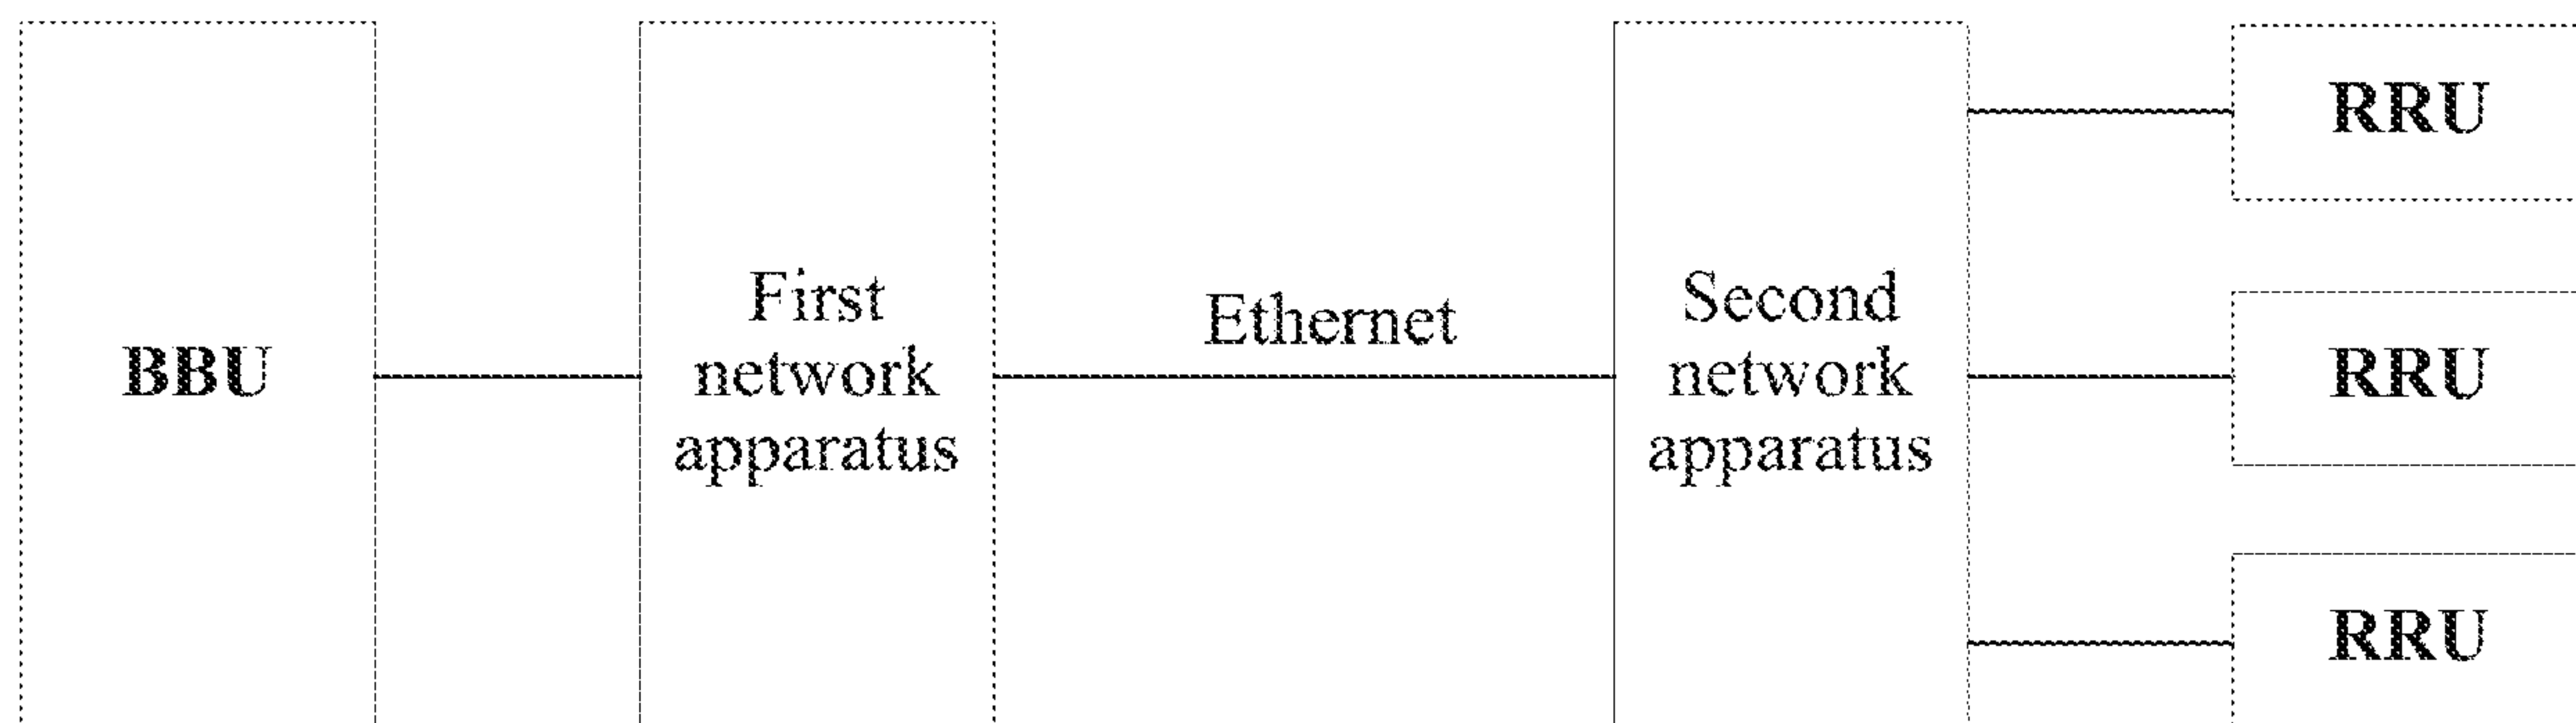 BBU
First
network
apparatus
Ethernet
Second
network
apparatus
RRU
RRU
RRU